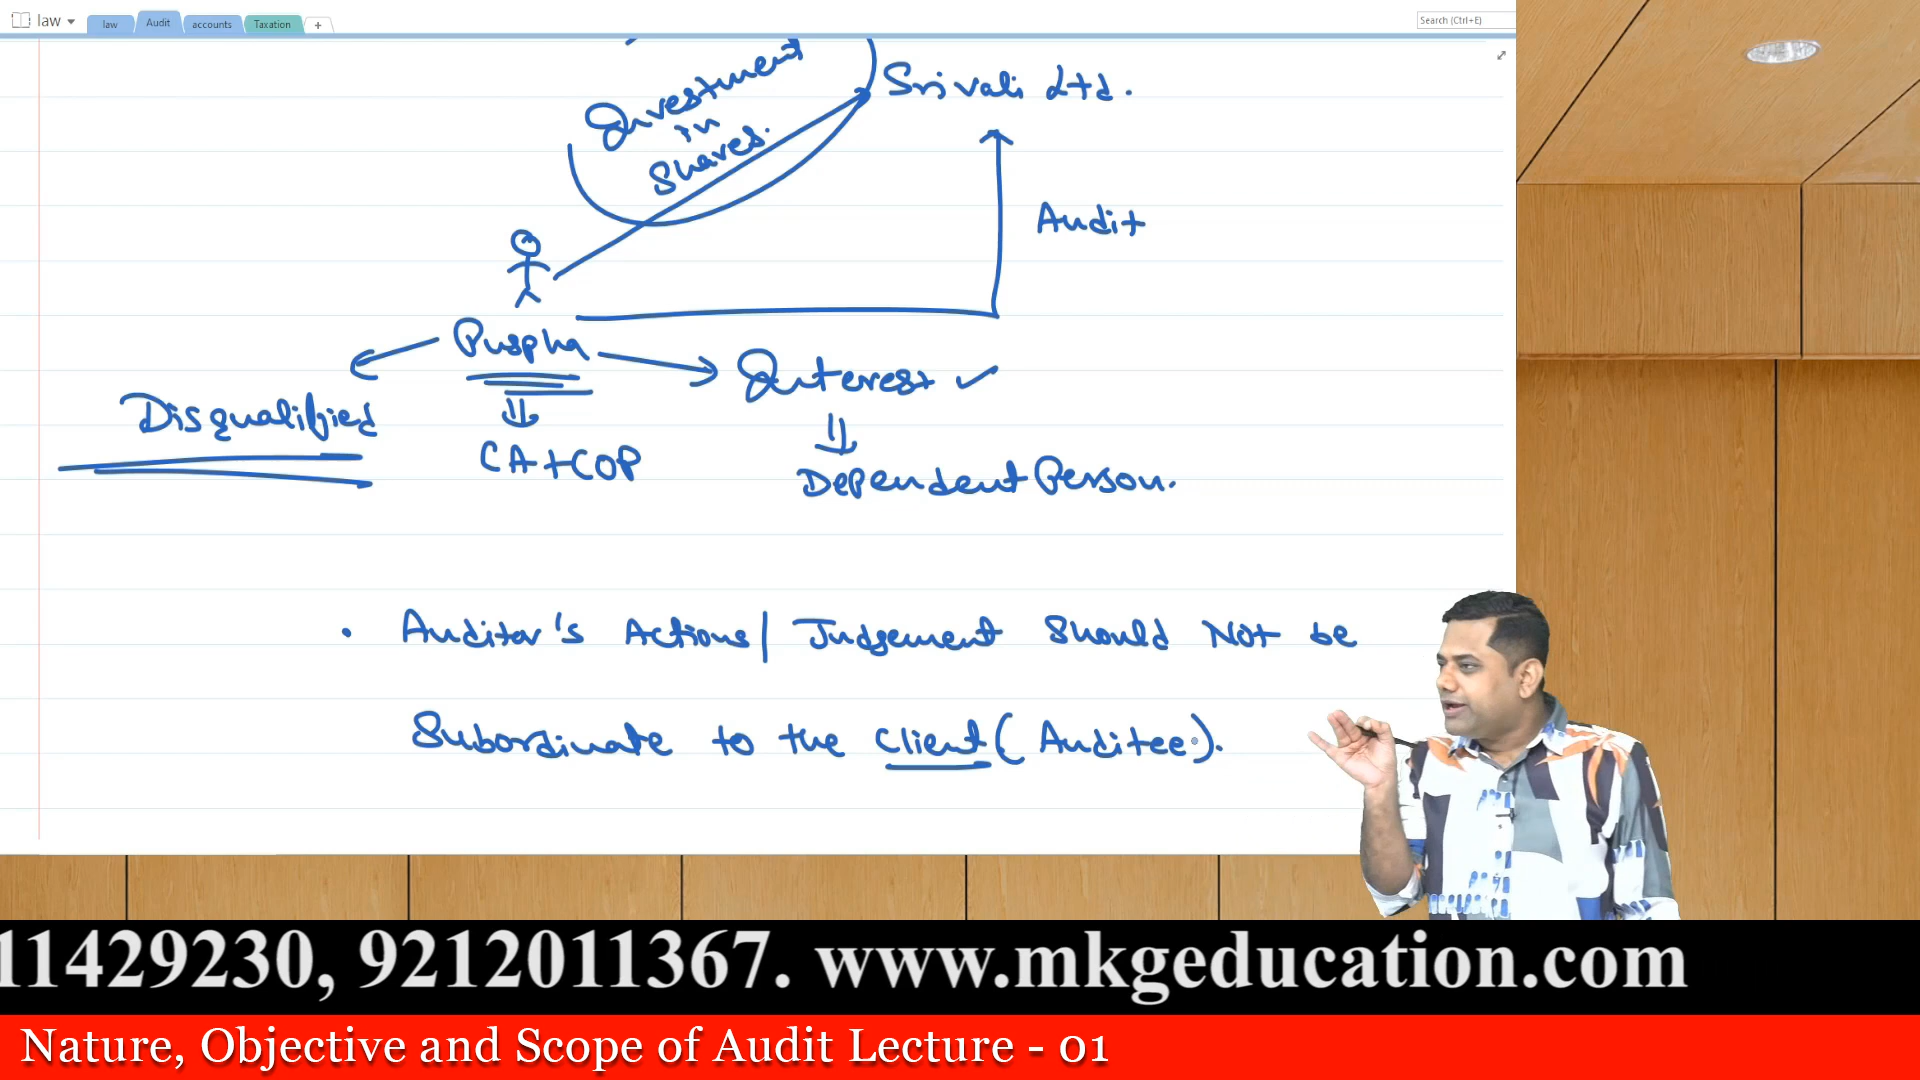 law
law Audit accounts Taxation +
Search (Ctrl+E)
Investment
in
Shares.
Srivali Ltd.
Audit
Puspha
Interest ✓
Disqualified
CA+COP
Dependent Person.
• Auditor's Actions| Judgement Should Not be
Subordinate to the Client (Auditee).
11429230, 9212011367. www.mkgeducation.com
Nature, Objective and Scope of Audit Lecture - 01